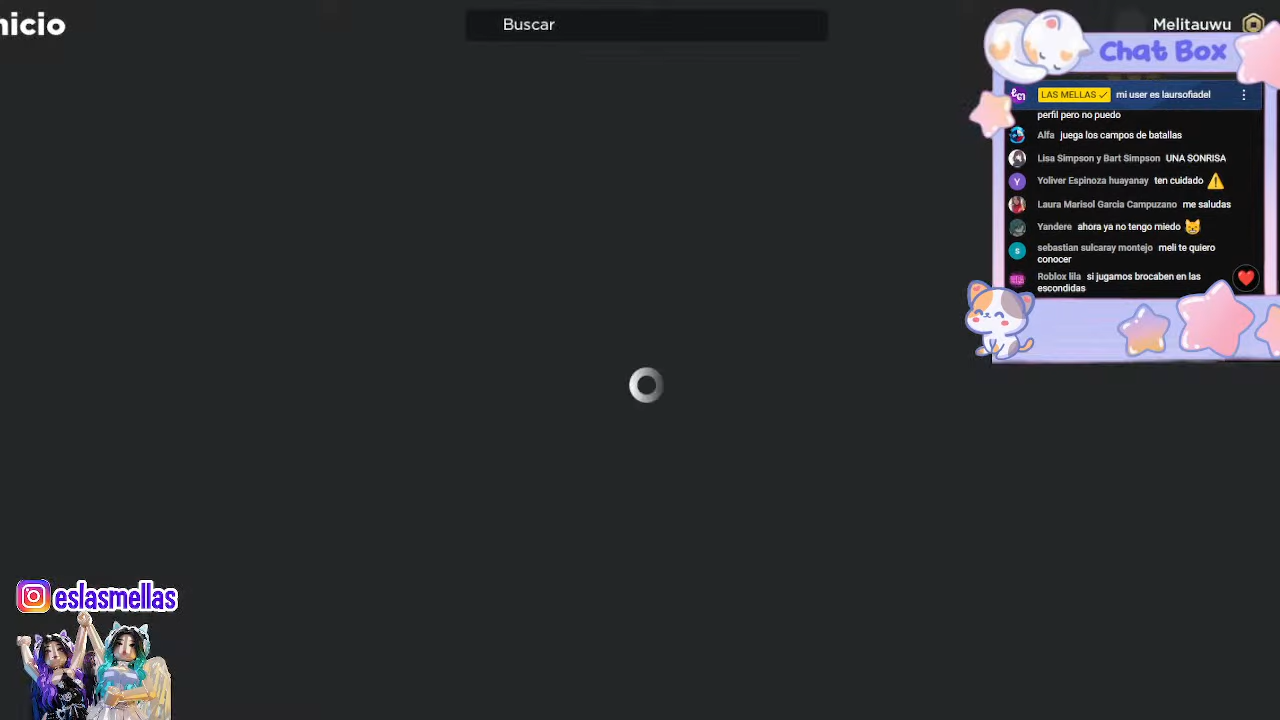 nicio
Buscar
Melitauwu
Chat Box
LAS MELLAS mi user es laursofiadel
perfil pero no puedo
Alfa juega los campos de batallas
Lisa Simpson y Bart Simpson UNA SONRISA
Yoliver Espinoza huayanay ten cuidado
Laura Marisol Garcia Campuzano me saludas
Yandere ahora ya no tengo miedo
sebastian sulcaray montejo meli te quiero
conocer
Roblox lila si jugamos brocaben en las
escondidas
eslasmellas